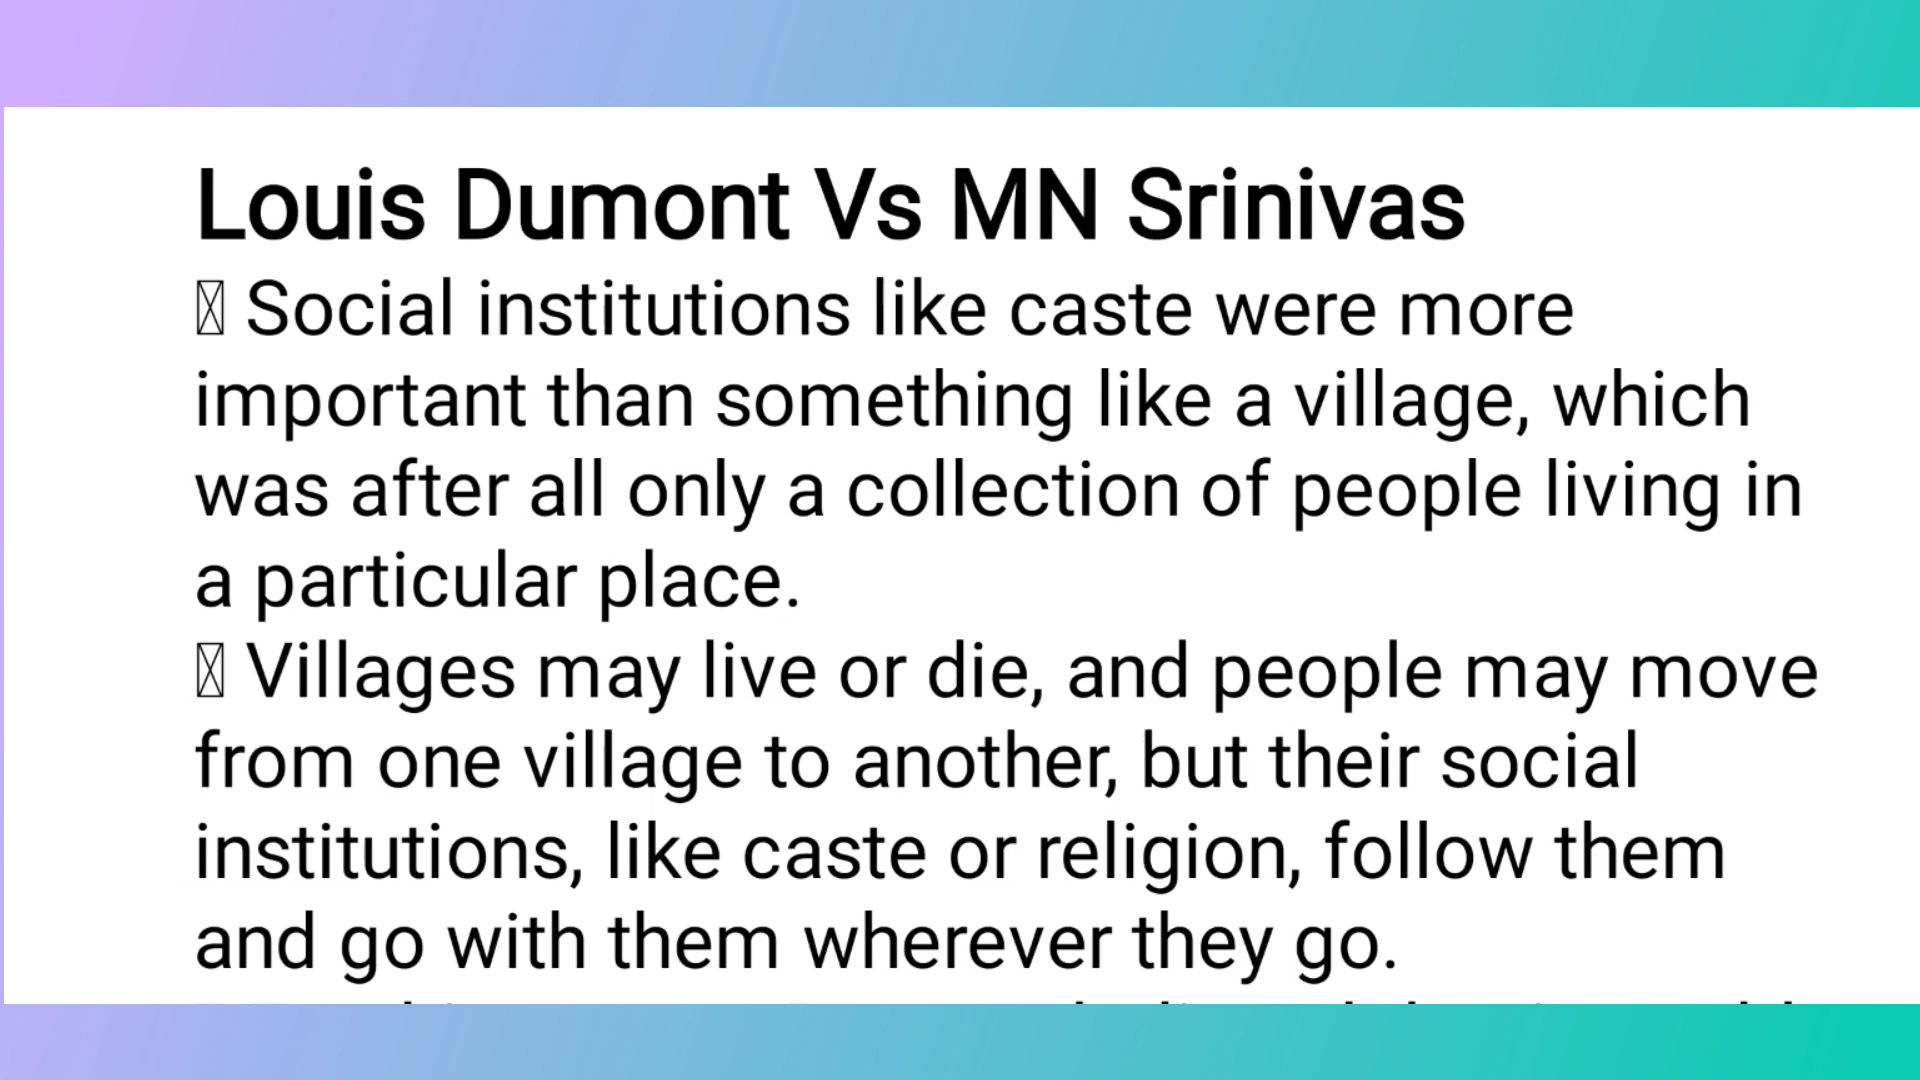 Louis Dumont Vs MN Srinivas
Social institutions like caste were more
important than something like a village, which
was after all only a collection of people living in
a particular place.
Villages may live or die, and people may move
from one village to another, but their social
institutions, like caste or religion, follow them
and go with them wherever they go.